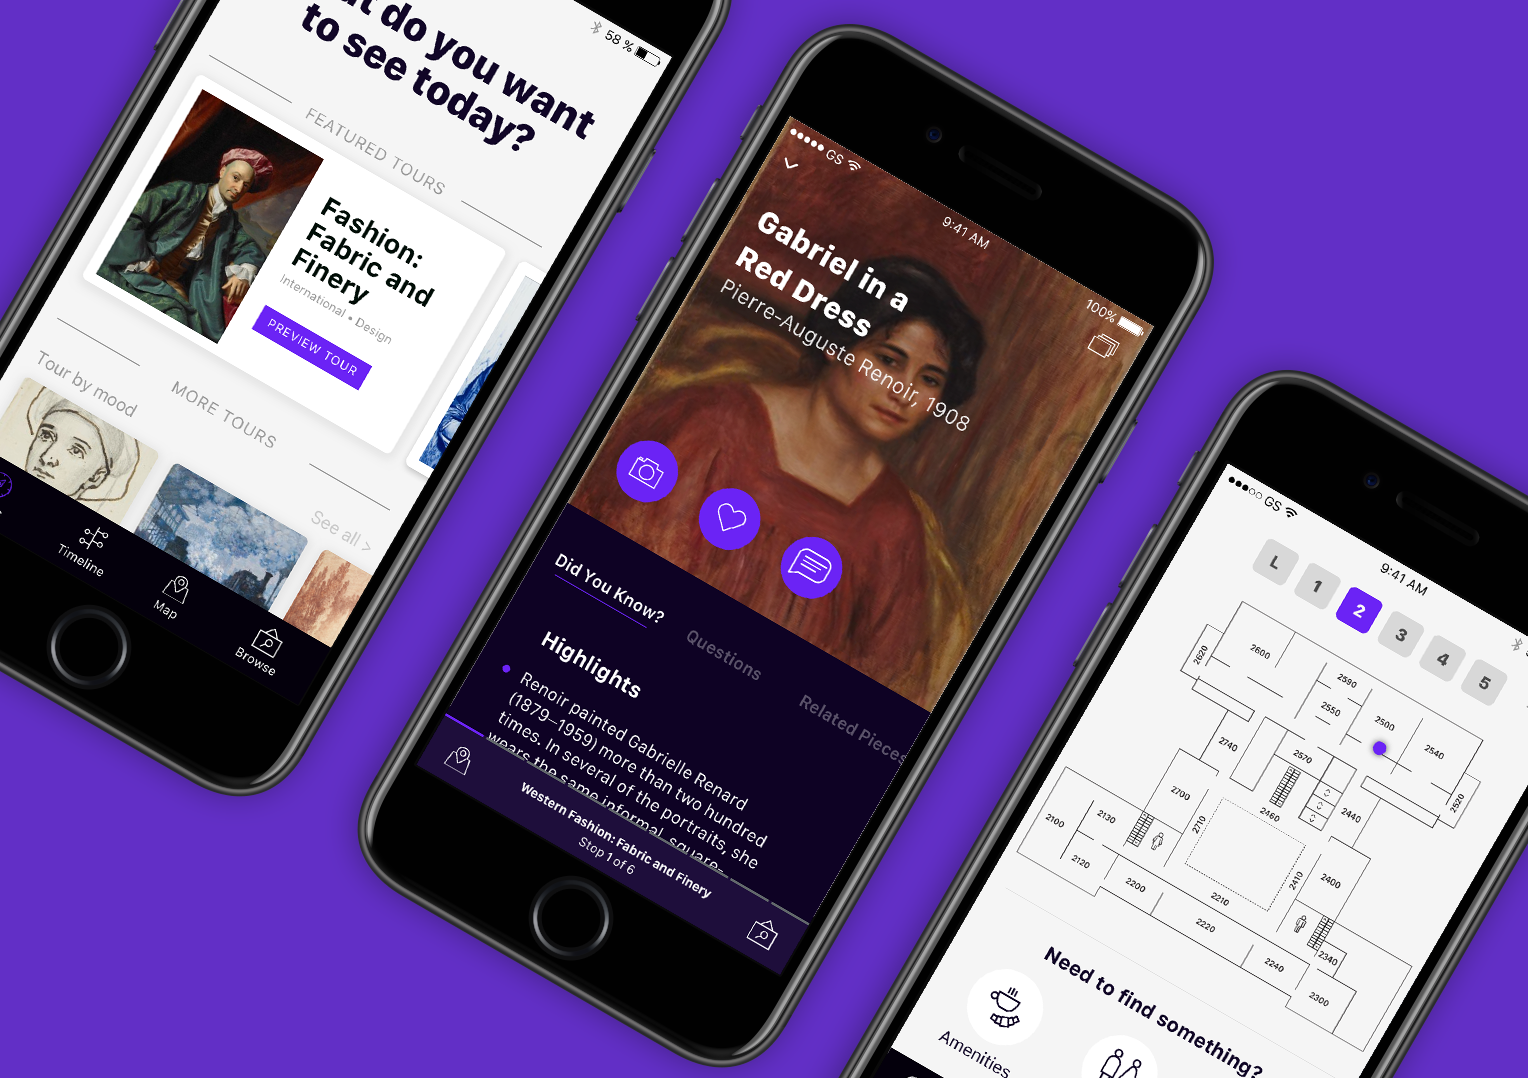 58 %
do you want
to see today?
FEATURED TOURS
Fashion:
Fabric and
Finery
International • Design
PREVIEW TOUR
MORE TOURS
Tour by mood
See all >
Timeline
Map
Browse
GS
9:41 AM
100%
Gabriel in a
Red Dress
Pierre-Auguste Renoir, 1908
Did You Know?
Questions
Related Pieces
Highlights
Renoir painted Gabrielle Renard
(1879–1959) more than two hundred
times. In several of the portraits, she
wears the same informal, square-
Western Fashion: Fabric and Finery
Stop 1 of 6
GS
9:41 AM
L 1 2 3 4 5
2620
2600
2590
2550
2500
2540
2520
2740
2570
2700
2710
2460
2440
2100
2130
2120
2200
2210
2410
2400
2220
2240
2340
2300
Need to find something?
Amenities